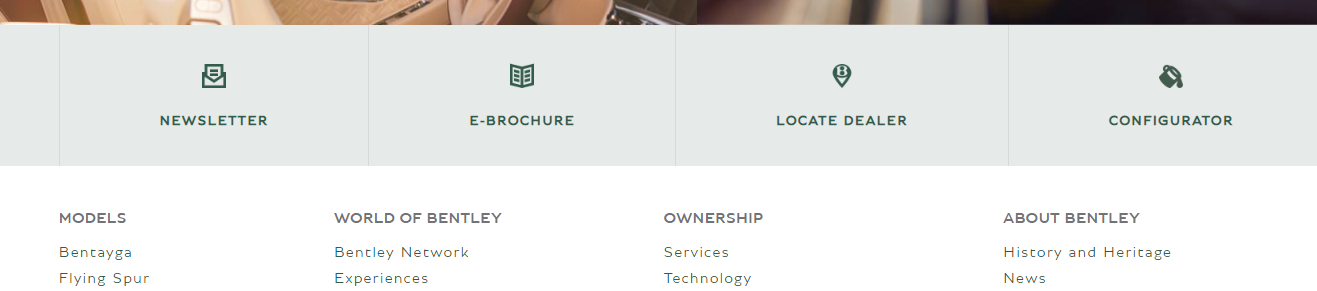 NEWSLETTER
E-BROCHURE
LOCATE DEALER
CONFIGURATOR
MODELS
Bentayga
Flying Spur
WORLD OF BENTLEY
Bentley Network
Experiences
OWNERSHIP
Services
Technology
ABOUT BENTLEY
History and Heritage
News